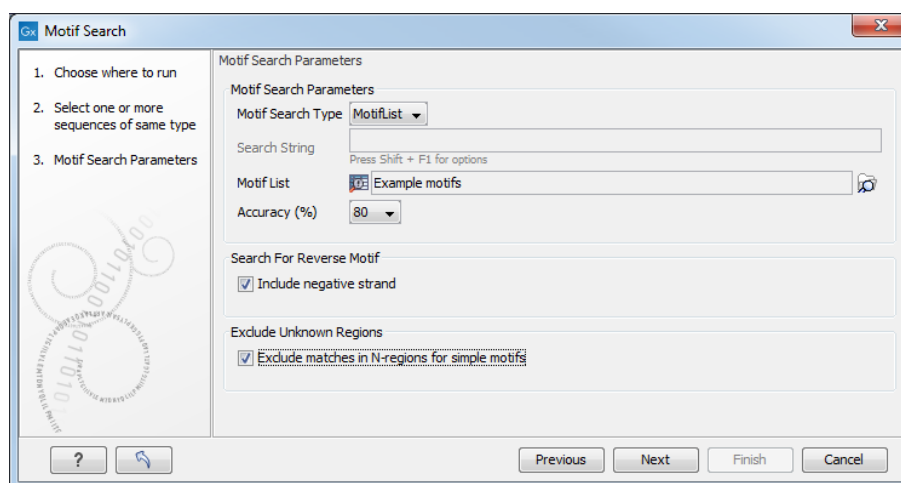 Gx Motif Search
1. Choose where to run
2. Select one or more
sequences of same type
3. Motif Search Parameters
Motif Search Parameters
Motif Search Parameters
Motif Search Type MotifList
Search String
Press Shift + F1 for options
Motif List Example motifs
Accuracy (%) 80
Search For Reverse Motif
Include negative strand
Exclude Unknown Regions
Exclude matches in N-regions for simple motifs
? Previous Next Finish Cancel